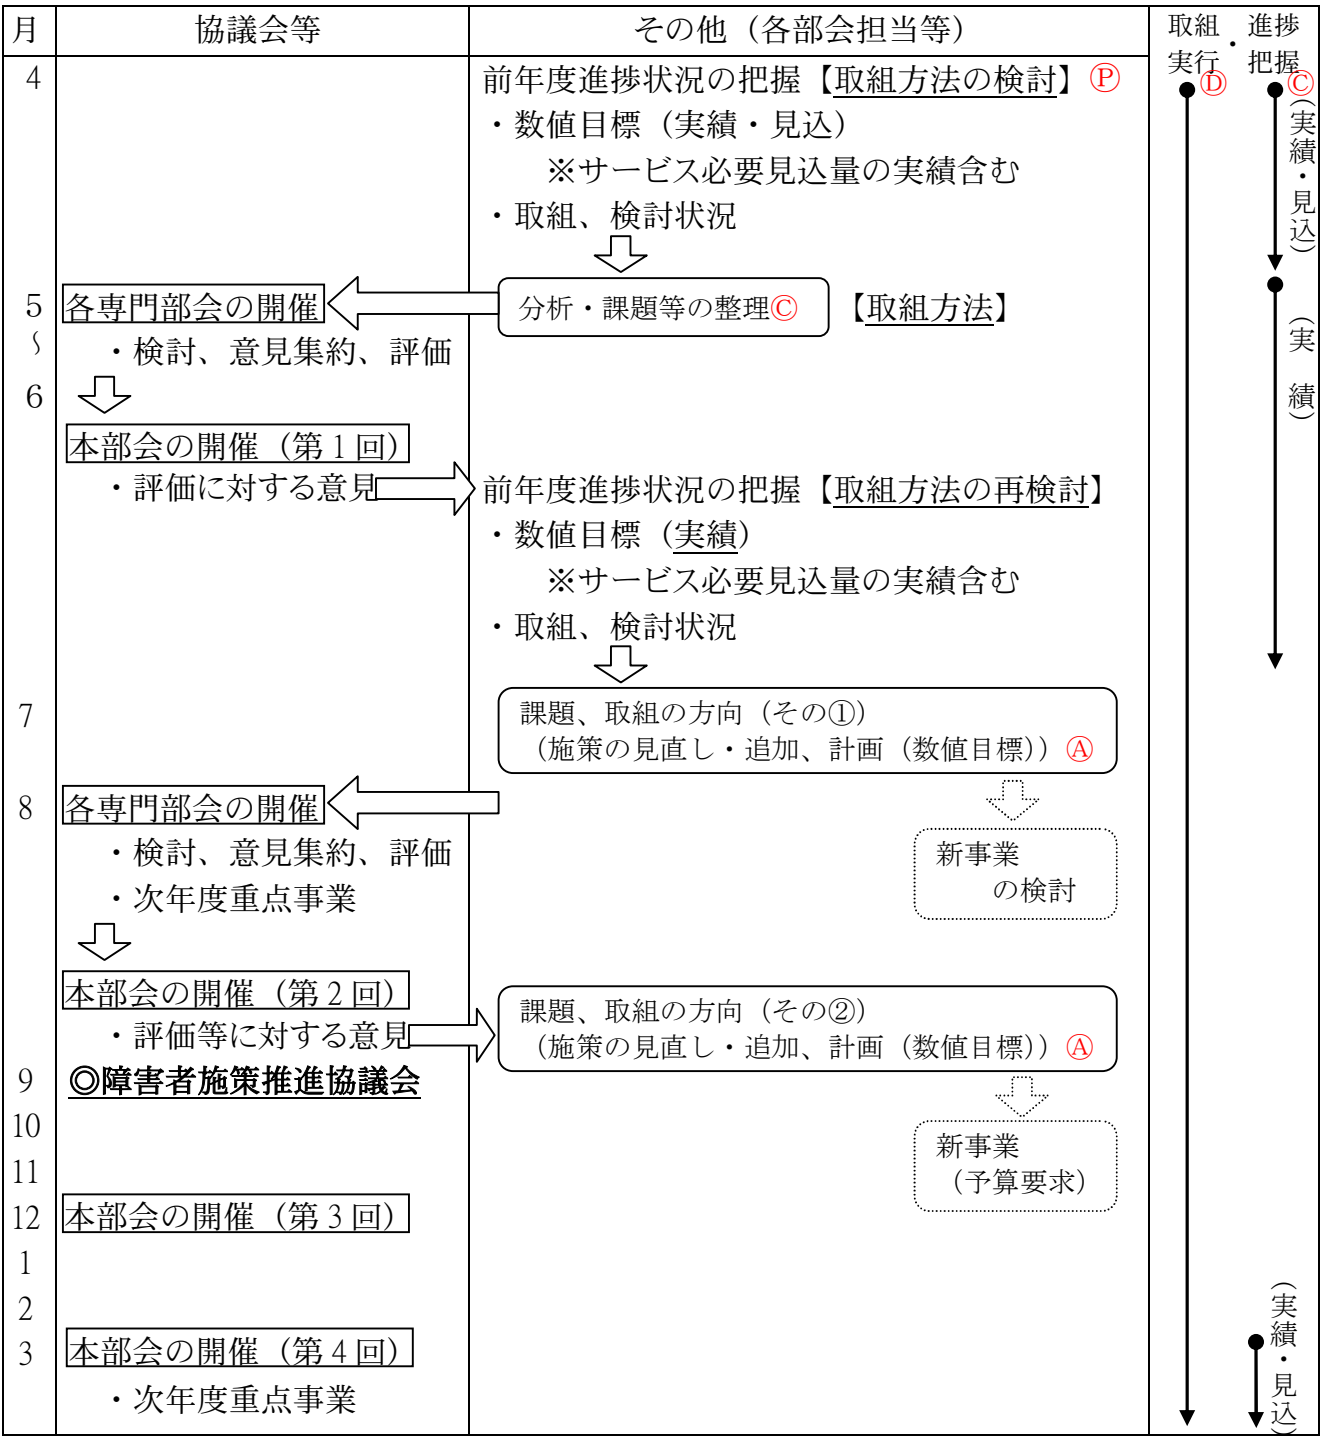 月
協議会等
その他（各部会担当等）
取組・進捗
実行 把握
Ⓓ Ⓒ
4
前年度進捗状況の把握【取組方法の検討】Ⓟ
・数値目標（実績・見込）
※サービス必要見込量の実績含む
・取組、検討状況
（実績・見込）
5
～
6
各専門部会の開催
・検討、意見集約、評価
分析・課題等の整理Ⓒ
【取組方法】
（実 績）
本部会の開催（第１回）
・評価に対する意見
前年度進捗状況の把握【取組方法の再検討】
・数値目標（実績）
※サービス必要見込量の実績含む
・取組、検討状況
7
課題、取組の方向（その①）
（施策の見直し・追加、計画（数値目標））Ⓐ
8
各専門部会の開催
・検討、意見集約、評価
・次年度重点事業
新事業
の検討
本部会の開催（第２回）
・評価等に対する意見
課題、取組の方向（その②）
（施策の見直し・追加、計画（数値目標））Ⓐ
9
◎障害者施策推進協議会
10
11
新事業
（予算要求）
12
本部会の開催（第３回）
1
2
3
本部会の開催（第４回）
・次年度重点事業
（実績・見込）